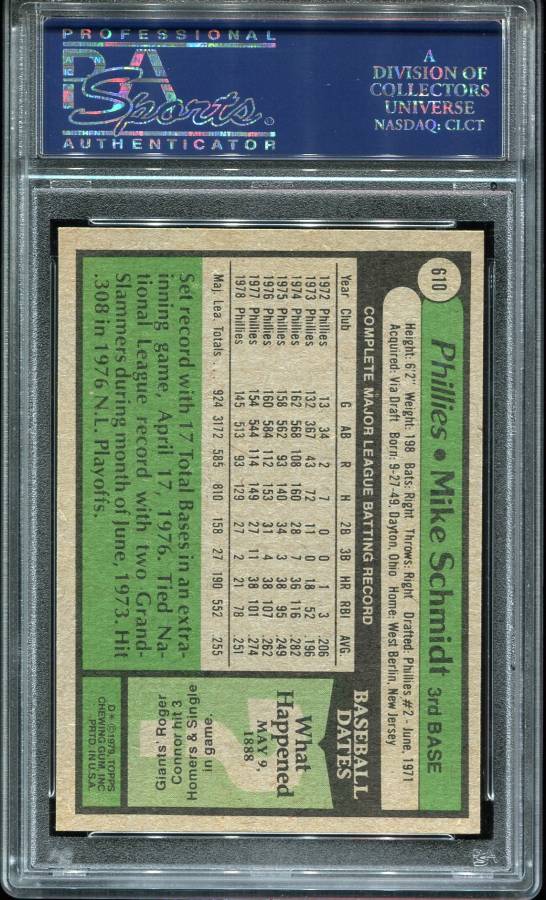 PROFESSIONAL
PSA
Sports.
AUTHENTICATOR
A
DIVISION OF
COLLECTORS
UNIVERSE
NASDAQ: CLCT
610
Phillies • Mike Schmidt 3rd BASE
Height: 6'2" Weight: 198 Bats: Right Throws: Right Drafted: Phillies #2-June, 1971
Acquired: Via Draft Born: 9-27-49, Dayton, Ohio Home: West Berlin, New Jersey
COMPLETE MAJOR LEAGUE BATTING RECORD
Year Club G AB R H 2B 3B HR RBI AVG.
1972 Phillies 13 34 2 7 0 0 1 3 .206
1973 Phillies 132 367 43 72 11 0 18 52 .196
1974 Phillies 162 568 108 160 28 7 36 116 .282
1975 Phillies 158 562 93 140 34 3 38 95 .249
1976 Phillies 160 584 112 153 31 4 38 107 .262
1977 Phillies 154 544 114 149 27 11 38 101 .274
1978 Phillies 145 513 93 129 27 2 21 78 .251
Maj. Lea. Totals . . 924 3172 585 810 158 27 190 552 .255
Set record with 17 Total Bases in an extra-
inning game, April 17, 1976. Tied Na-
tional League record with two Grand-
Slammers during month of June, 1973. Hit
.308 in 1976 N.L. Playoffs.
BASEBALL
DATES
What
Happened
MAY 9,
1888
Giants Roger
Connor hit 3
Homers & Single
in game.
D* ©1979 TOPPS
CHEWING GUM, INC
PRTD. IN U.S.A.